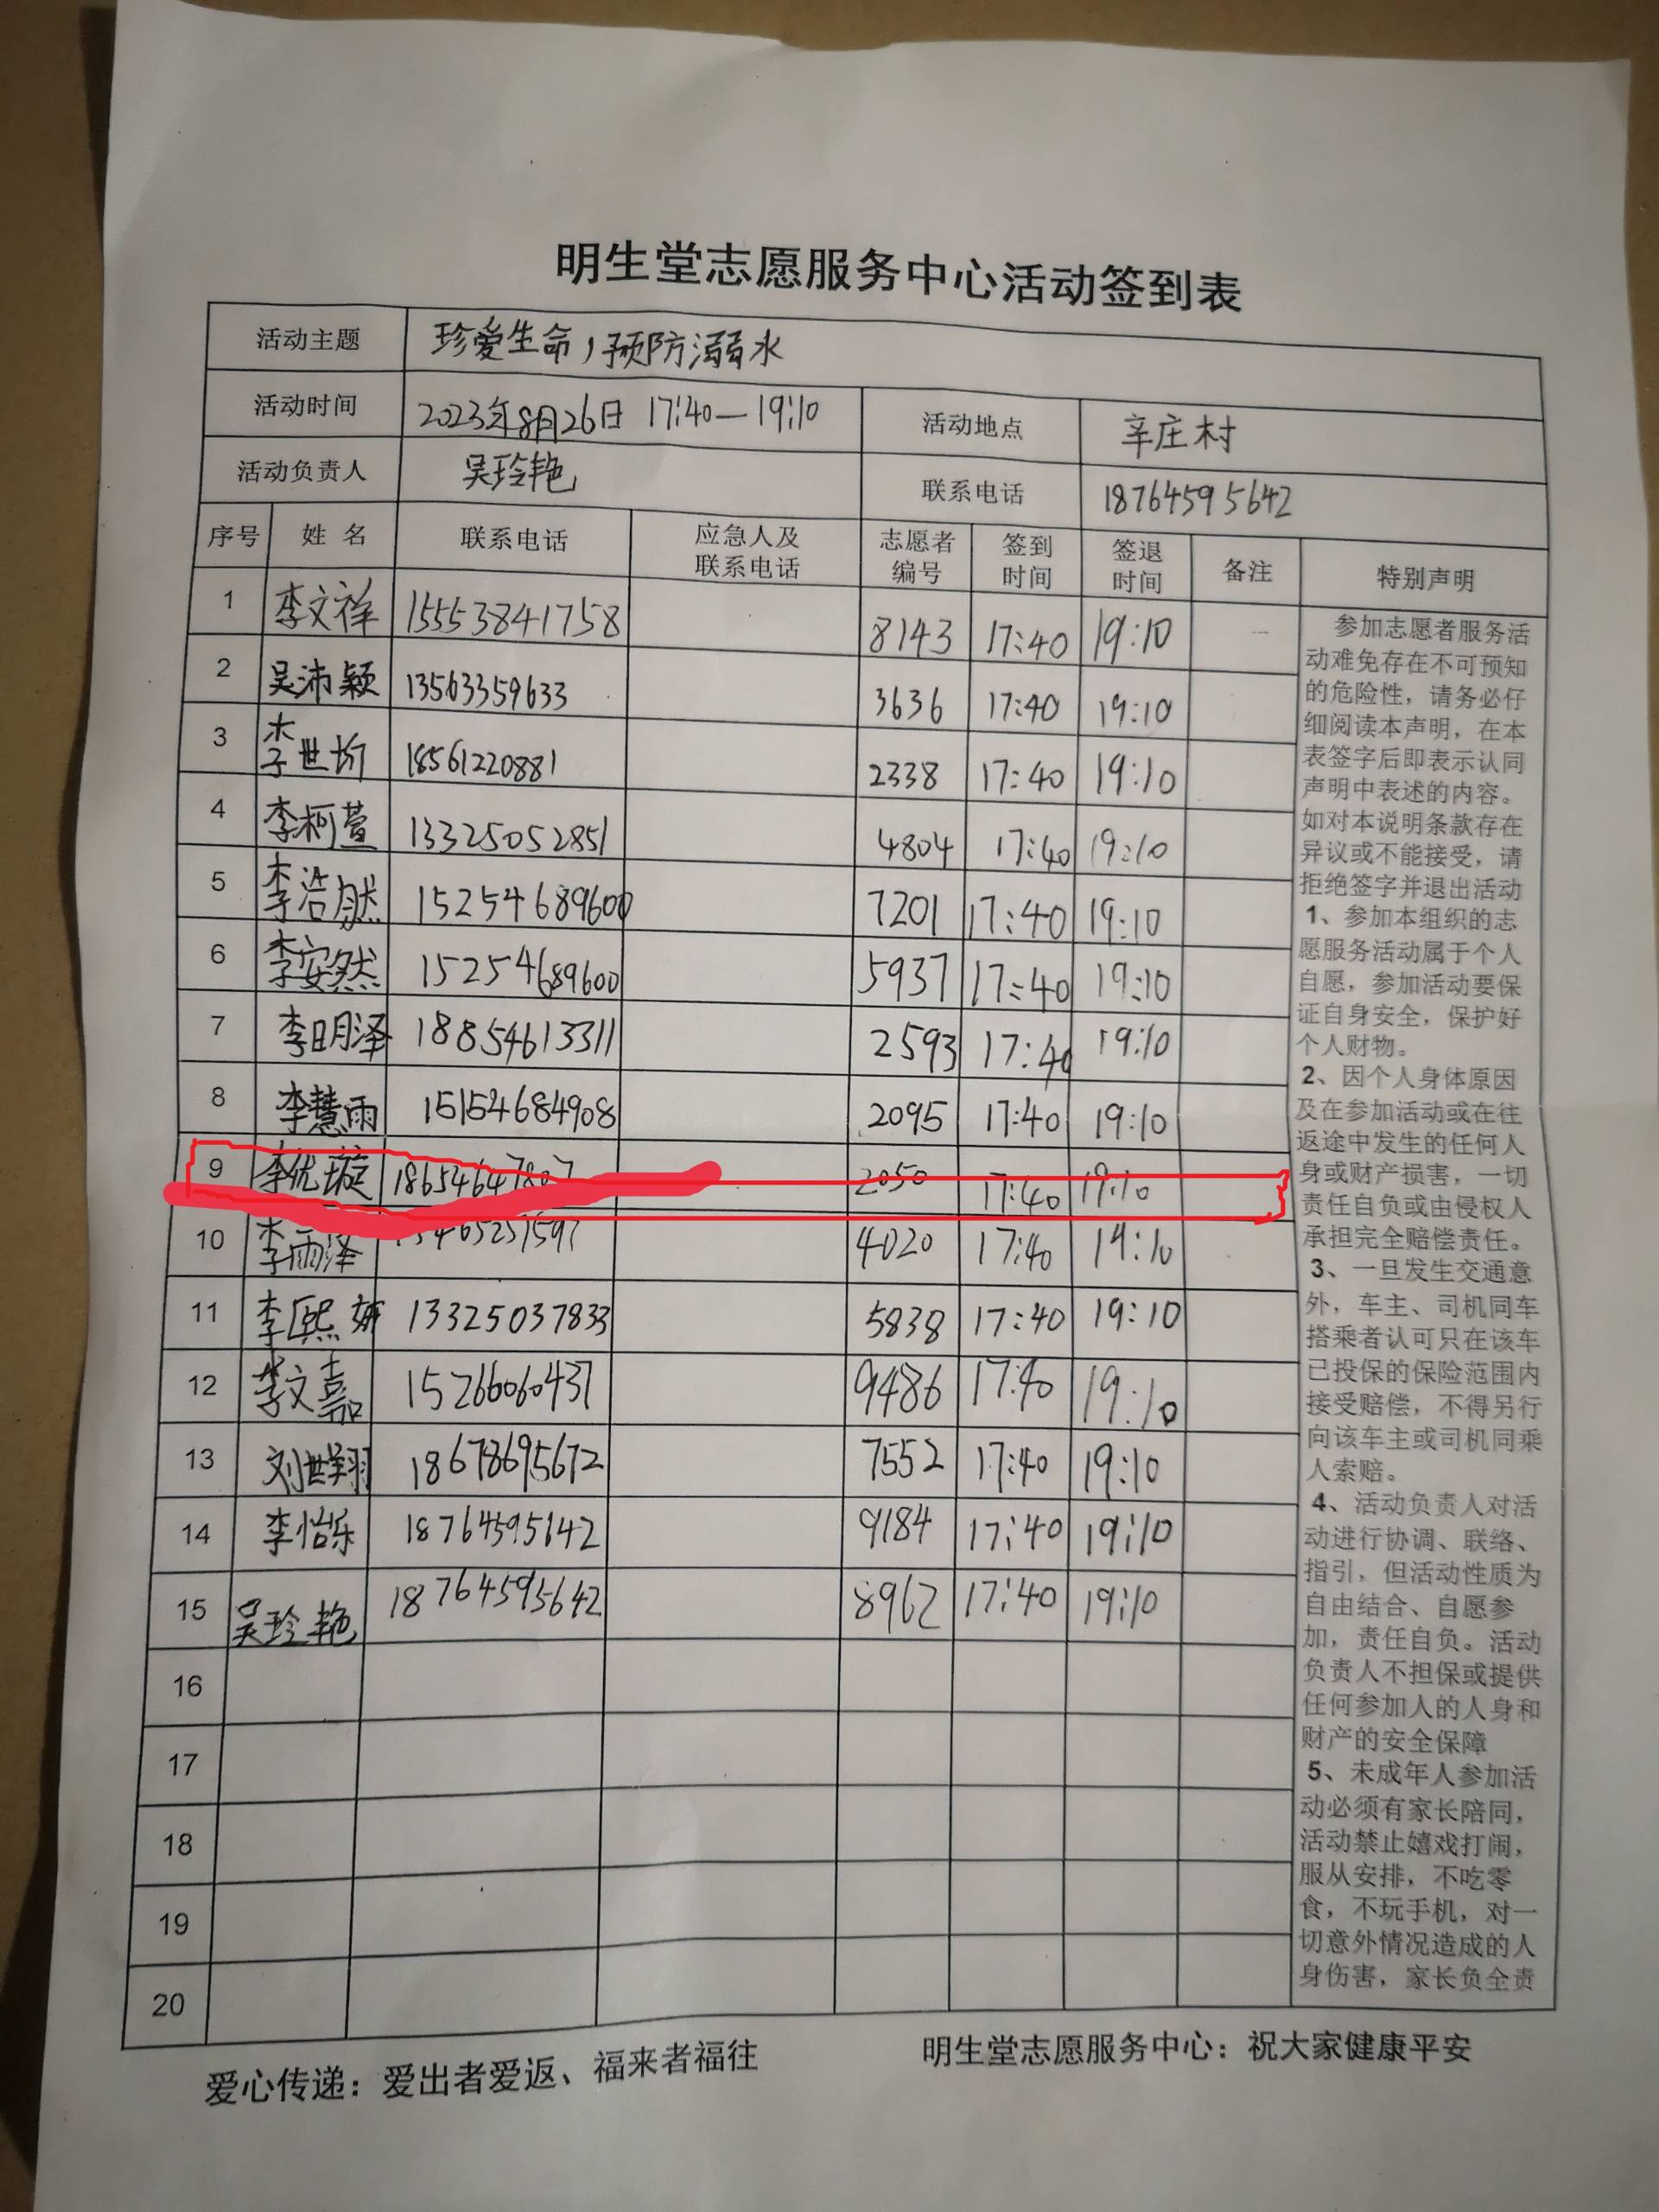 明生堂志愿服务中心活动签到表
活动主题 珍爱生命,预防溺水
活动时间 2023年8月26日 17:40—19:10 活动地点 辛庄村
活动负责人 吴玲艳 联系电话 18764595642
序号 姓名 联系电话 应急人及联系电话 志愿者编号 签到时间 签退时间 备注 特别声明
1 李文祥 15553841758 8143 17:40 19:10
2 吴沛颖 13563359633 3636 17:40 19:10
3 李世坋 18561220881 2338 17:40 19:10
4 李柯萱 13325052851 4804 17:40 19:10
5 李浩然 15254689600 7201 17:40 19:10
6 李安然 15254689600 5937 17:40 19:10
7 李明泽 18854613311 2593 17:40 19:10
8 李慧雨 15154684908 2095 17:40 19:10
9 李优璇 18654647807 2050 17:40 19:10
10 李雨泽 4020 17:40 19:10
11 李熙妍 13325037833 5838 17:40 19:10
12 李文嘉 15266060437 9486 17:40 19:10
13 刘世翔 18678695672 7552 17:40 19:10
14 李怡乐 18764595642 9184 17:40 19:10
15 吴玲艳 18764595642 8962 17:40 19:10
16
17
18
19
20
参加志愿者服务活
动难免存在不可预知
的危险性，请务必仔
细阅读本声明，在本
表签字后即表示认同
声明中表述的内容。
如对本说明条款存在
异议或不能接受，请
拒绝签字并退出活动
1、参加本组织的志
愿服务活动属于个人
自愿，参加活动要保
证自身安全，保护好
个人财物。
2、因个人身体原因
及在参加活动或在往
返途中发生的任何人
身或财产损害，一切
责任自负或由侵权人
承担完全赔偿责任。
3、一旦发生交通意
外，车主、司机同车
搭乘者认可只在该车
已投保的保险范围内
接受赔偿，不得另行
向该车主或司机同乘
人索赔。
4、活动负责人对活
动进行协调、联络、
指引，但活动性质为
自由结合、自愿参
加，责任自负。活动
负责人不担保或提供
任何参加人的人身和
财产的安全保障
5、未成年人参加活
动必须有家长陪同，
活动禁止嬉戏打闹，
服从安排，不吃零
食，不玩手机，对一
切意外情况造成的人
身伤害，家长负全责
爱心传递：爱出者爱返、福来者福往 明生堂志愿服务中心：祝大家健康平安